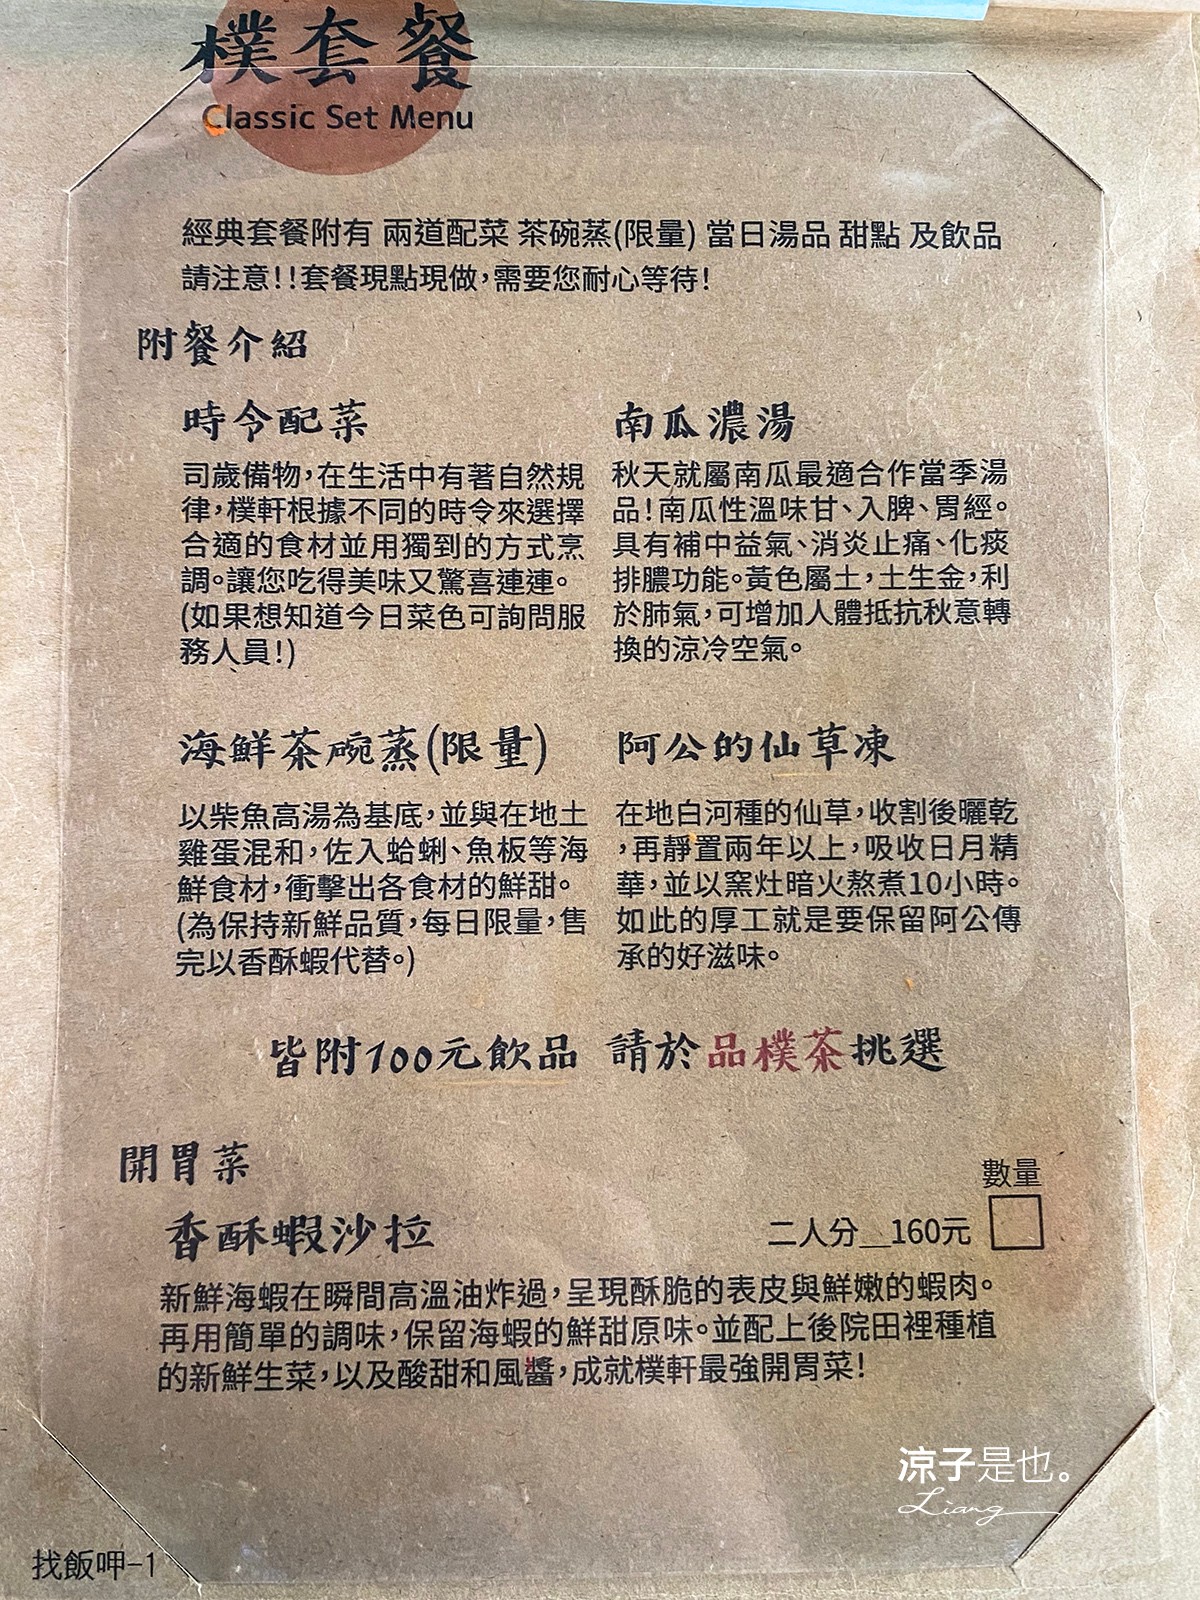 樸套餐
Classic Set Menu
經典套餐附有 兩道配菜 茶碗蒸(限量) 當日湯品 甜點 及飲品
請注意!!套餐現點現做,需要您耐心等待!
附餐介紹
時令配菜
司歲備物,在生活中有著自然規
律,樸軒根據不同的時令來選擇
合適的食材並用獨到的方式烹
調。讓您吃得美味又驚喜連連。
(如果想知道今日菜色可詢問服
務人員!)
南瓜濃湯
秋天就屬南瓜最適合作當季湯
品!南瓜性溫味甘、入脾、胃經。
具有補中益氣、消炎止痛、化痰
排膿功能。黃色屬土,土生金,利
於肺氣,可增加人體抵抗秋意轉
換的涼冷空氣。
海鮮茶碗蒸(限量)
以柴魚高湯為基底,並與在地土
雞蛋混和,佐入蛤蜊、魚板等海
鮮食材,衝擊出各食材的鮮甜。
(為保持新鮮品質,每日限量,售
完以香酥蝦代替。)
阿公的仙草凍
在地白河種的仙草,收割後曬乾
,再靜置兩年以上,吸收日月精
華,並以窯灶暗火熬煮10小時。
如此的厚工就是要保留阿公傳
承的好滋味。
皆附100元飲品 請於品樸茶挑選
開胃菜
數量
香酥蝦沙拉
二人分__160元
新鮮海蝦在瞬間高溫油炸過,呈現酥脆的表皮與鮮嫩的蝦肉。
再用簡單的調味,保留海蝦的鮮甜原味。並配上後院田裡種植
的新鮮生菜,以及酸甜和風醬,成就樸軒最強開胃菜!
涼子是也。
Liang
找飯呷-1